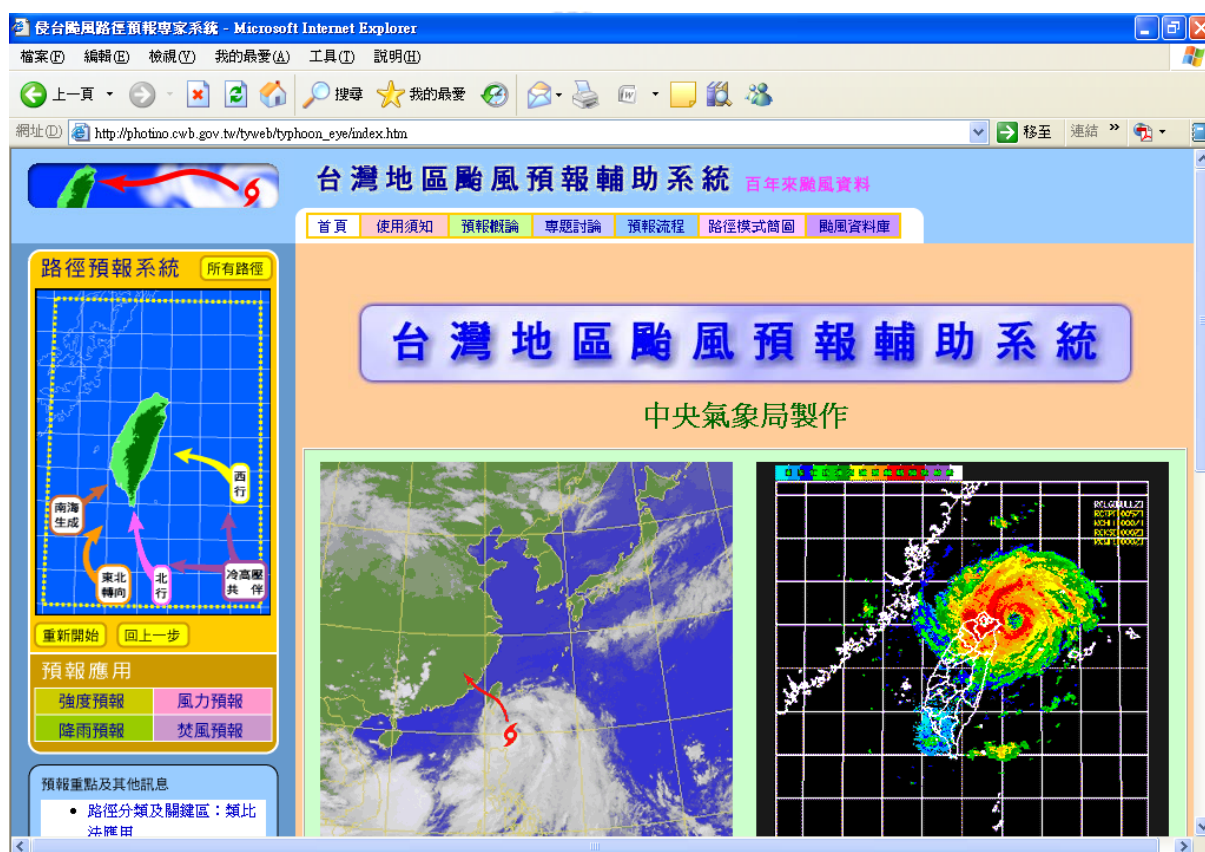 侵台颱風路徑預報專家系統 - Microsoft Internet Explorer
檔案(F) 編輯(E) 檢視(V) 我的最愛(A) 工具(T) 說明(H)
上一頁 搜尋 我的最愛
網址(D) http://photino.cwb.gov.tw/tyweb/typhoon_eye/index.htm 移至 連結 »
台灣地區颱風預報輔助系統 百年來颱風資料
首頁 使用須知 預報概論 專題討論 預報流程 路徑模式簡圖 颱風資料庫
路徑預報系統 所有路徑
西行
南海生成
東北轉向
北行
冷高壓共伴
重新開始 回上一步
預報應用
強度預報 風力預報
降雨預報 焚風預報
預報重點及其他訊息
路徑分類及關鍵區：類比
法應用
台灣地區颱風預報輔助系統
中央氣象局製作